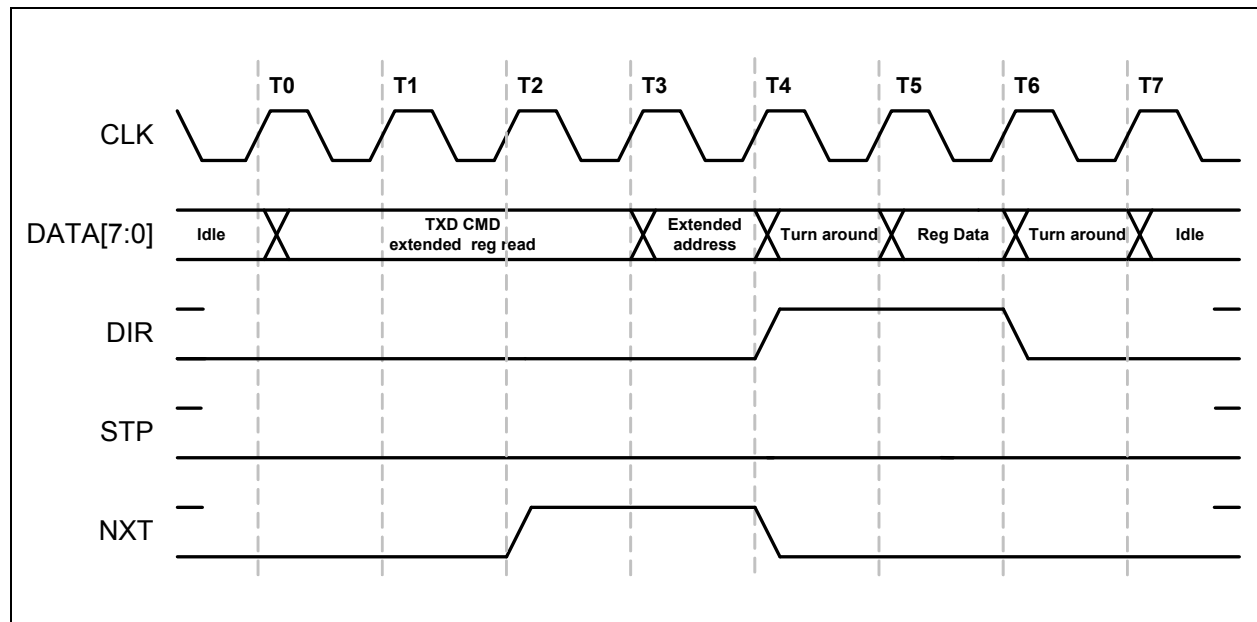 T0 T1 T2 T3 T4 T5 T6 T7
CLK
DATA[7:0]
Idle
TXD CMD
extended reg read
Extended
address
Turn around
Reg Data
Turn around
Idle
DIR
STP
NXT